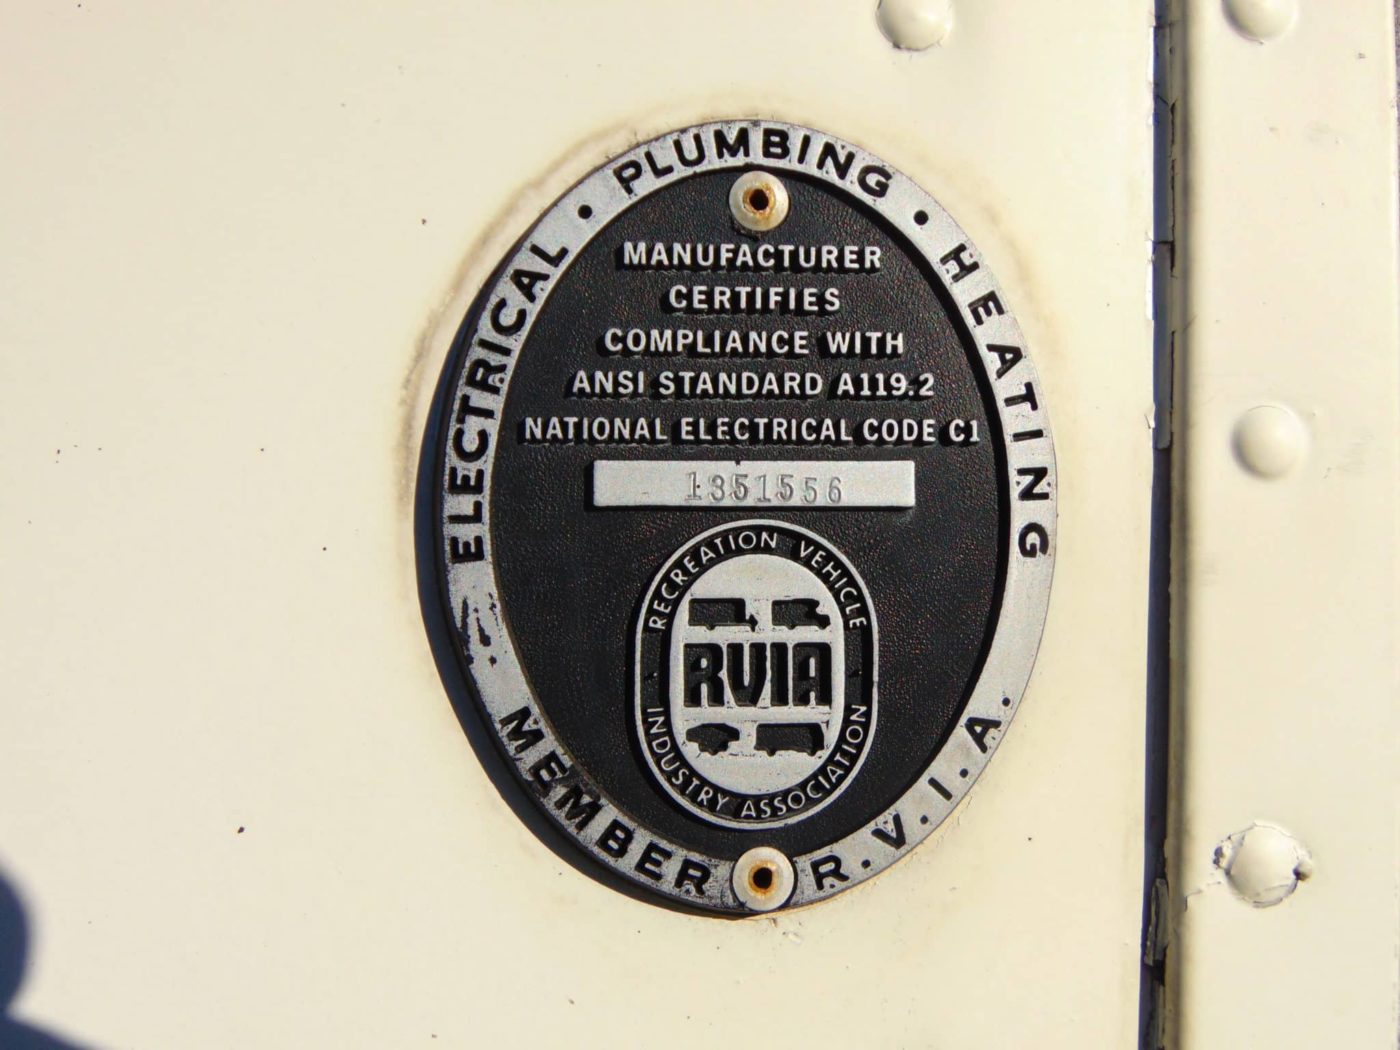 ELECTRICAL · PLUMBING · HEATING
MANUFACTURER
CERTIFIES
COMPLIANCE WITH
ANSI STANDARD A119.2
NATIONAL ELECTRICAL CODE C1
1351556
RECREATION VEHICLE
RVIA
INDUSTRY ASSOCIATION
MEMBER R.V.I.A.